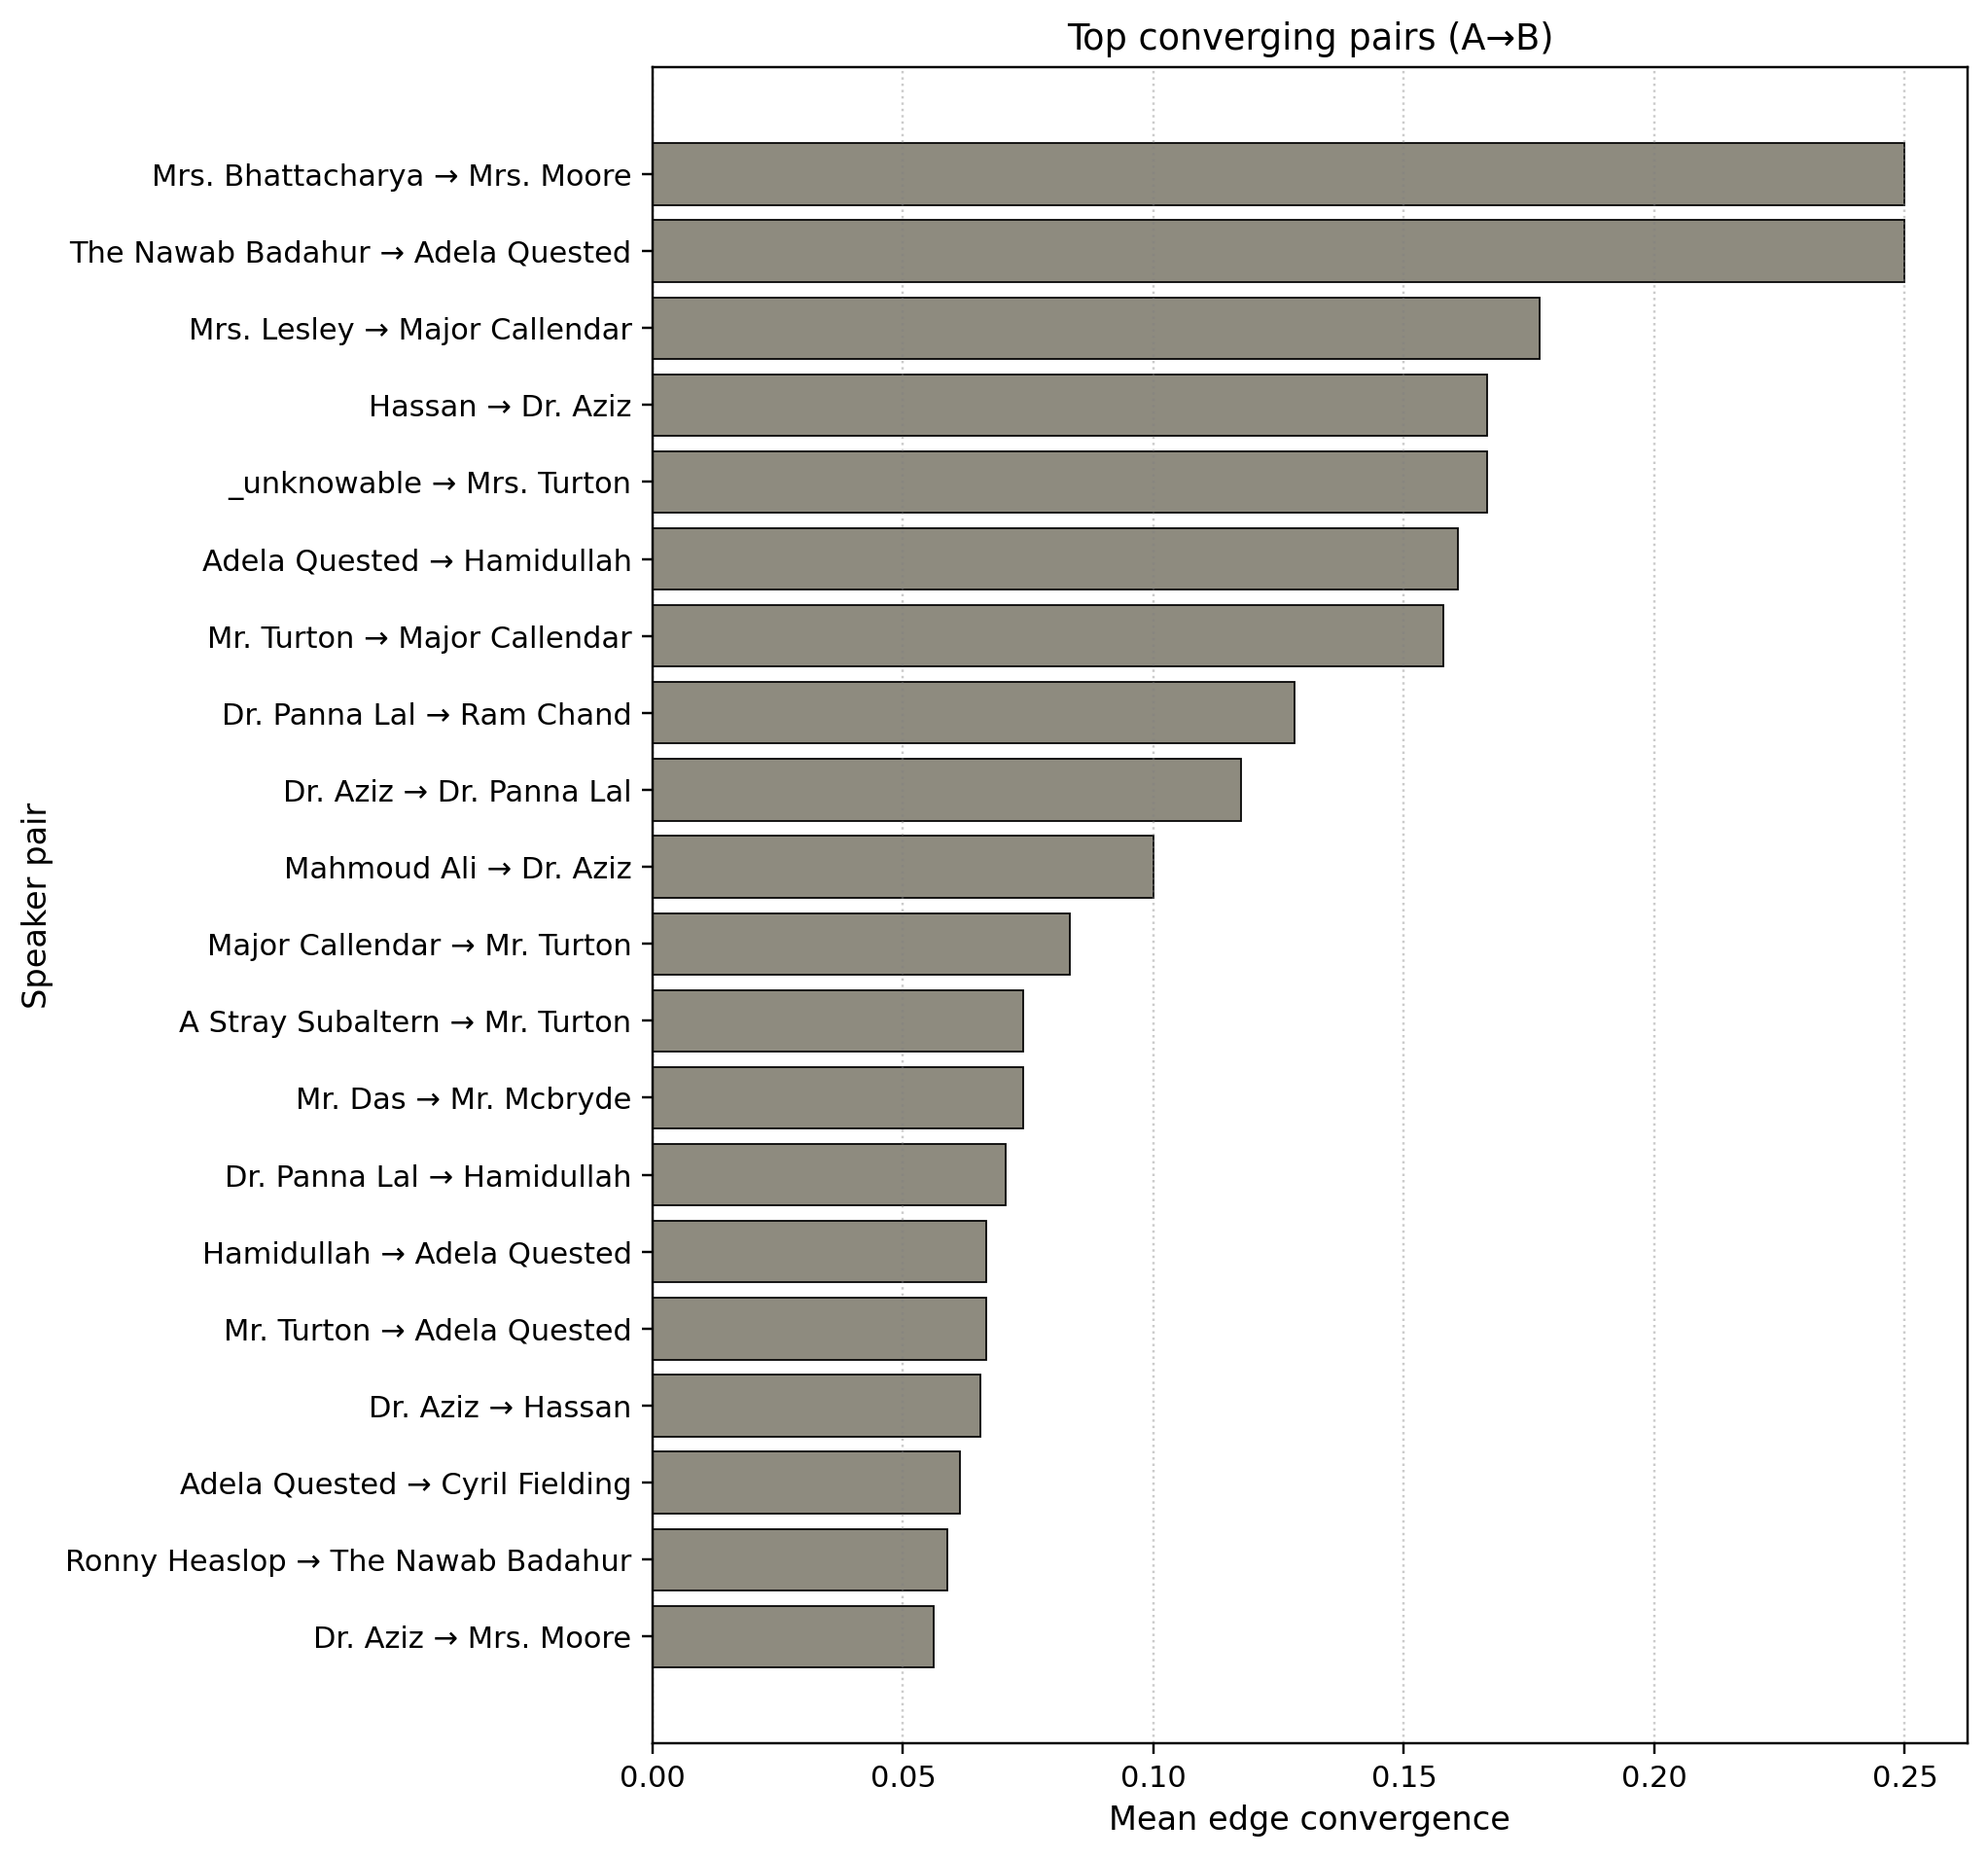 Top converging pairs (A→B)
Mrs. Bhattacharya → Mrs. Moore
The Nawab Badahur → Adela Quested
Mrs. Lesley → Major Callendar
Hassan → Dr. Aziz
_unknowable → Mrs. Turton
Adela Quested → Hamidullah
Mr. Turton → Major Callendar
Dr. Panna Lal → Ram Chand
Dr. Aziz → Dr. Panna Lal
Mahmoud Ali → Dr. Aziz
Major Callendar → Mr. Turton
A Stray Subaltern → Mr. Turton
Mr. Das → Mr. Mcbryde
Dr. Panna Lal → Hamidullah
Hamidullah → Adela Quested
Mr. Turton → Adela Quested
Dr. Aziz → Hassan
Adela Quested → Cyril Fielding
Ronny Heaslop → The Nawab Badahur
Dr. Aziz → Mrs. Moore
Speaker pair
0.00 0.05 0.10 0.15 0.20 0.25
Mean edge convergence